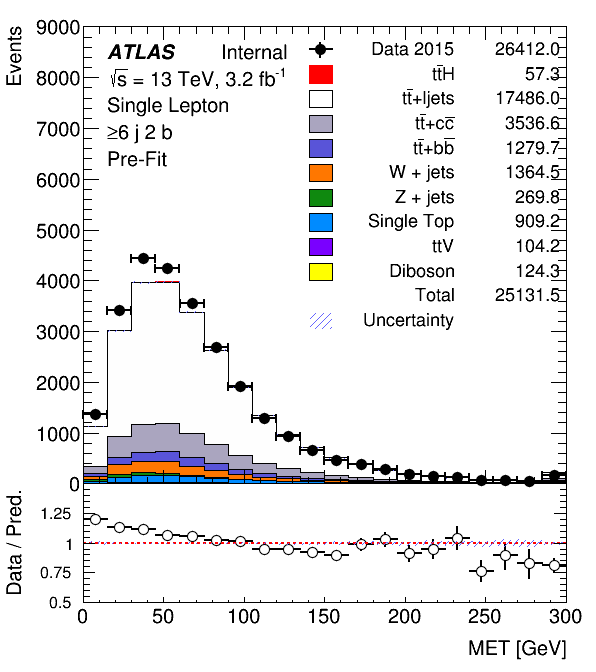 ATLAS Internal
√s = 13 TeV, 3.2 fb⁻¹
Single Lepton
≥6 j 2 b
Pre-Fit
Data 2015 26412.0
tt̄H 57.3
tt̄+ljets 17486.0
tt̄+cc̄ 3536.6
tt̄+bb̄ 1279.7
W + jets 1364.5
Z + jets 269.8
Single Top 909.2
ttV 104.2
Diboson 124.3
Total 25131.5
Uncertainty
Events
9000
8000
7000
6000
5000
4000
3000
2000
1000
0
Data / Pred.
1.25
1
0.75
0.5
0 50 100 150 200 250 300
MET [GeV]